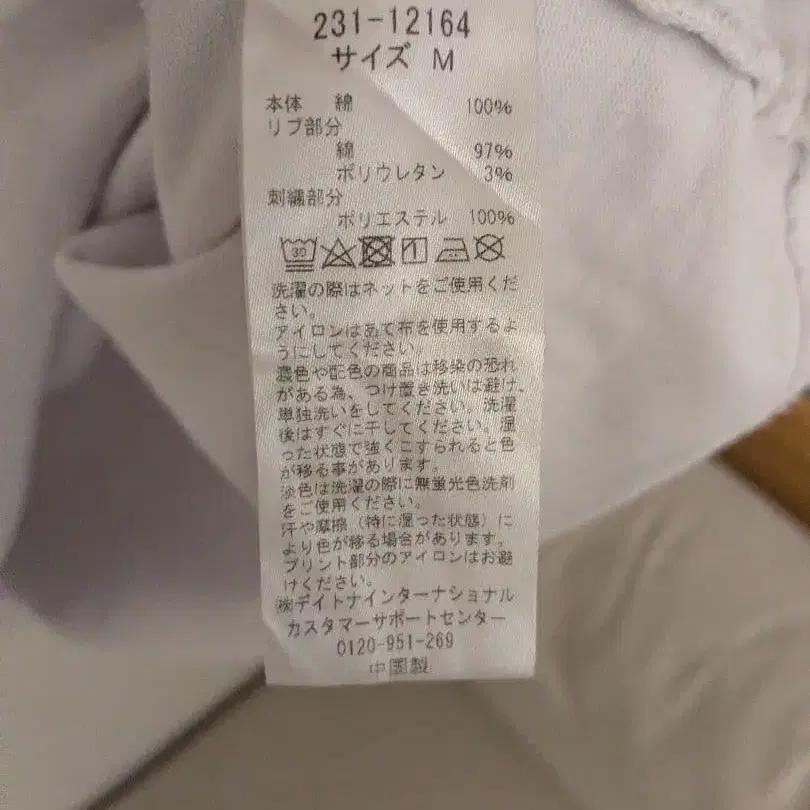 231-12164
サイズ M
本体 綿 100%
リブ部分
綿 97%
ポリウレタン 3%
刺繍部分
ポリエステル 100%
30
洗濯の際はネットをご使用くだ
さい。
アイロンはあて布を使用するよ
うにしてください。
濃色や配色の商品は移染の恐れ
がある為、つけ置き洗いは避け、
単独洗いをしてください。洗濯
後はすぐに干してください。湿
った状態で強くこすられると色
が移る事があります。
淡色は洗濯の際に無蛍光色洗剤
をご使用ください。
汗や摩擦(特に湿った状態)に
より色が移る場合があります。
プリント部分のアイロンはお避
けください。
㈱デイトナインターナショナル
カスタマーサポートセンター
0120-951-269
中国製